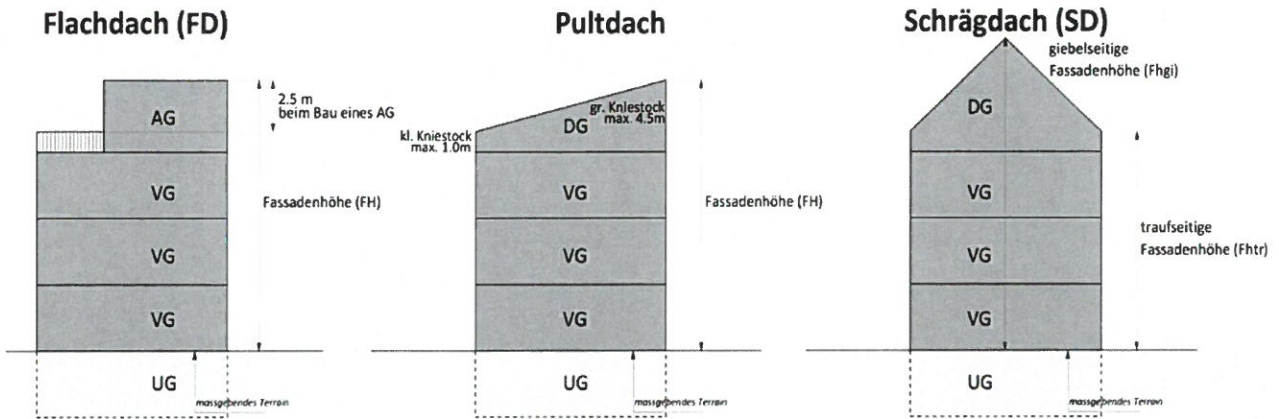 Flachdach (FD)
2.5 m
beim Bau eines AG
AG
VG
VG
VG
Fassadenhöhe (FH)
UG
massgebendes Terrain
Pultdach
kl. Kniestock
max. 1.0m
gr. Kniestock
max. 4.5m
DG
VG
VG
VG
Fassadenhöhe (FH)
UG
massgebendes Terrain
Schrägdach (SD)
giebelseitige
Fassadenhöhe (Fhgi)
DG
VG
VG
VG
traufseitige
Fassadenhöhe (Fhtr)
UG
massgebendes Terrain